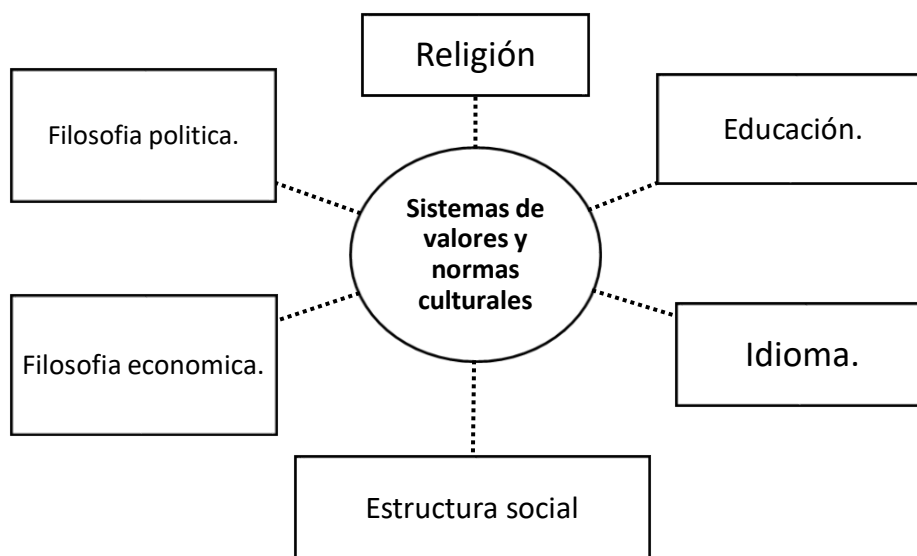 Religión
Filosofia politica.
Educación.
Sistemas de
valores y
normas
culturales
Filosofia economica.
Idioma.
Estructura social